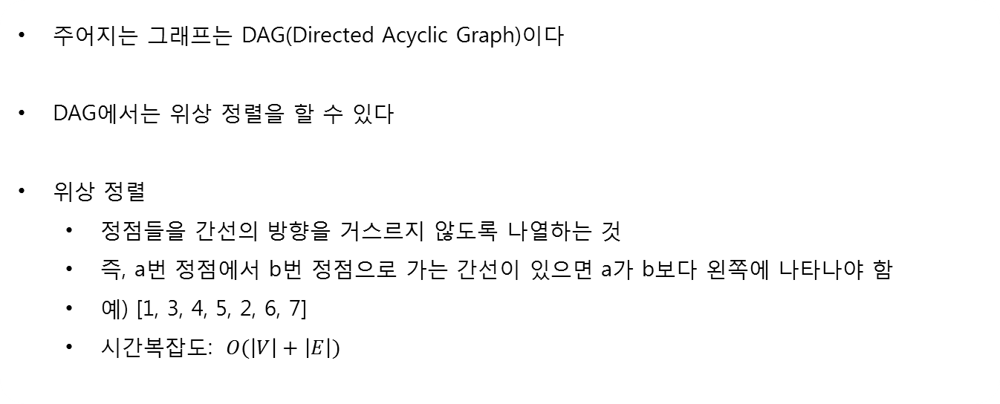 • 주어지는 그래프는 DAG(Directed Acyclic Graph)이다
• DAG에서는 위상 정렬을 할 수 있다
• 위상 정렬
• 정점들을 간선의 방향을 거스르지 않도록 나열하는 것
• 즉, a번 정점에서 b번 정점으로 가는 간선이 있으면 a가 b보다 왼쪽에 나타나야 함
• 예) [1, 3, 4, 5, 2, 6, 7]
• 시간복잡도: O(|V| + |E|)